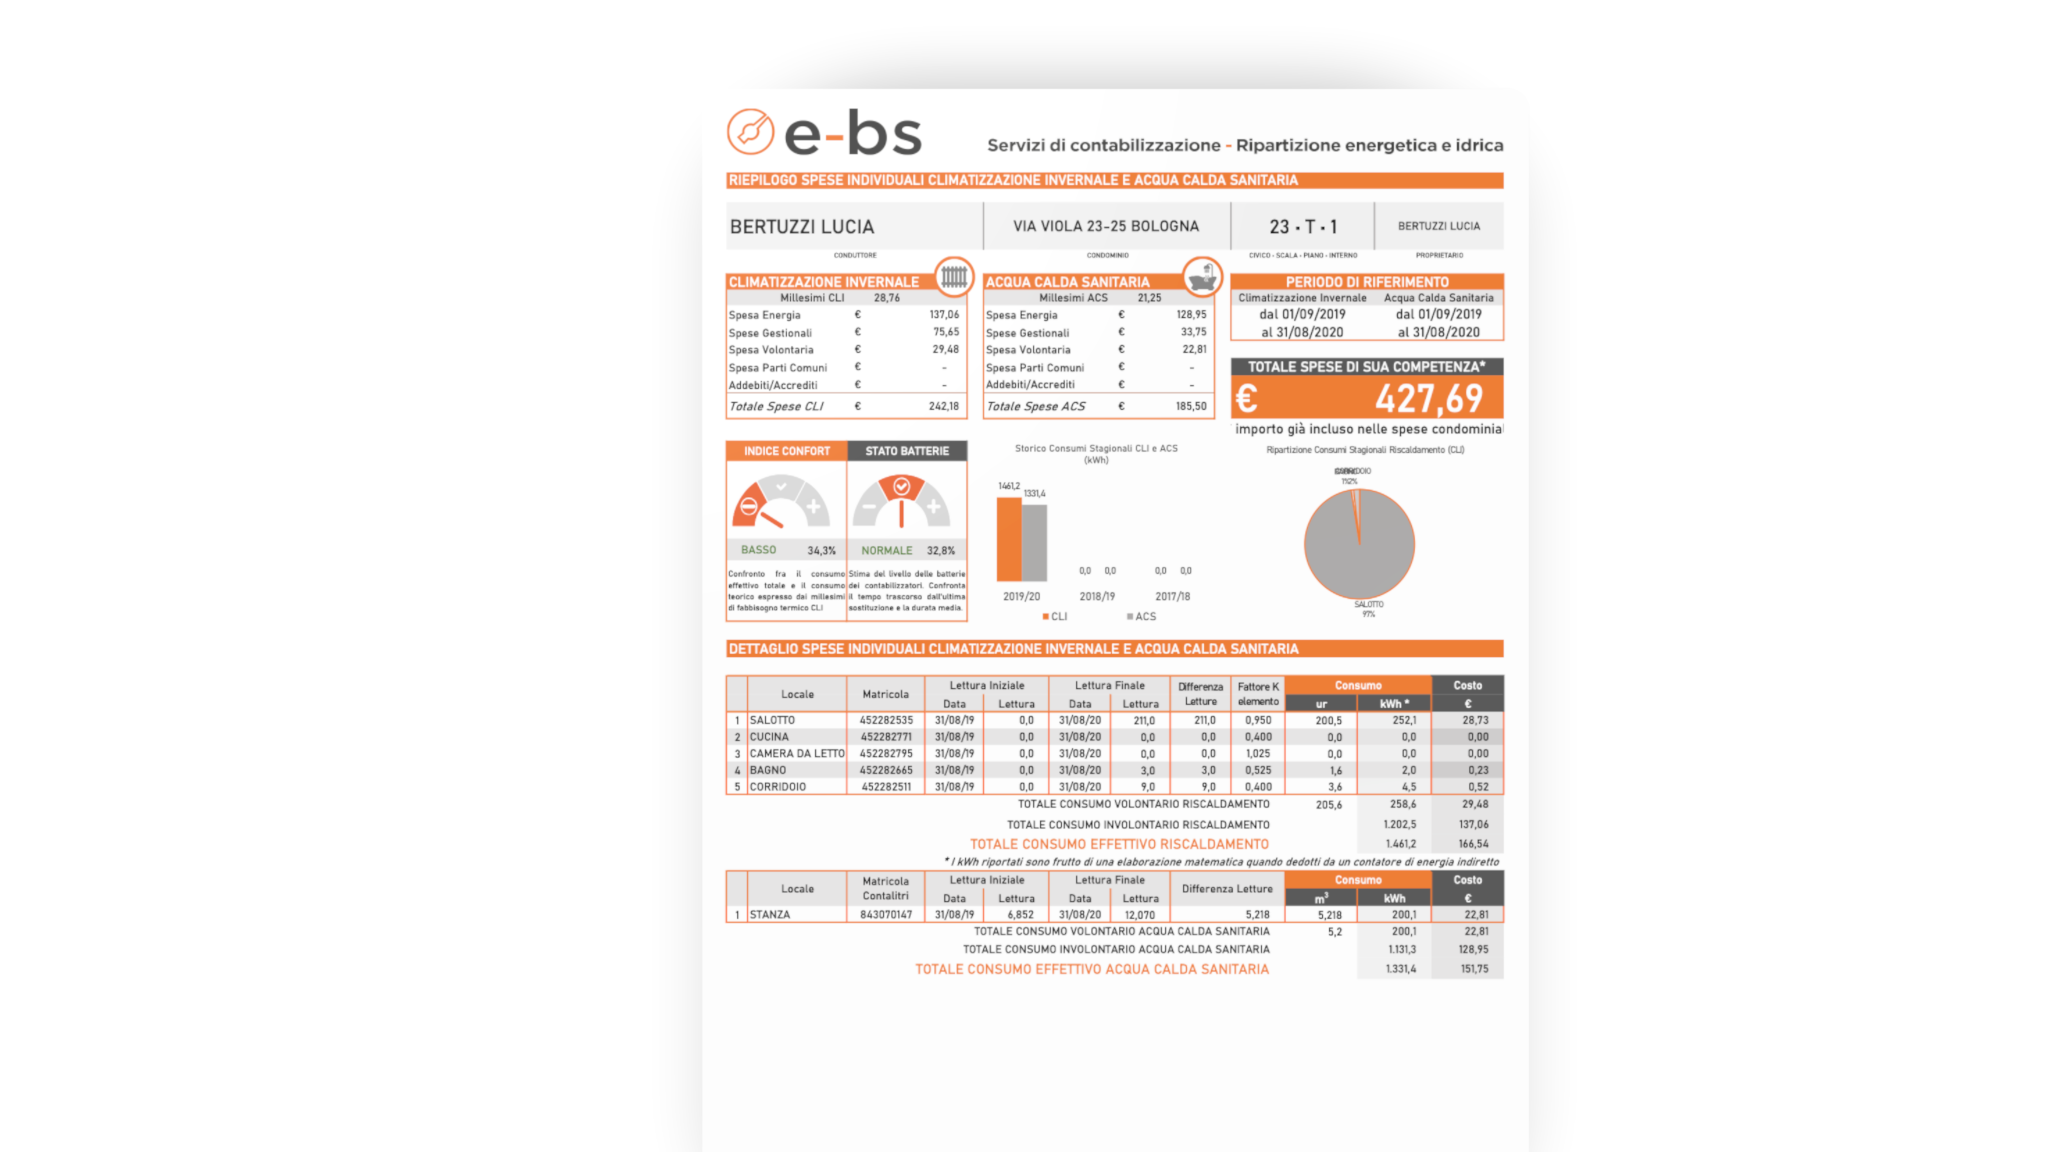 e-bs
Servizi di contabilizzazione - Ripartizione energetica e idrica
RIEPILOGO SPESE INDIVIDUALI CLIMATIZZAZIONE INVERNALE E ACQUA CALDA SANITARIA
BERTUZZI LUCIA VIA VIOLA 23-25 BOLOGNA 23 • T • 1 BERTUZZI LUCIA
CONDUTTORE CONDOMINIO CIVICO - SCALA - PIANO - INTERNO PROPRIETARIO
CLIMATIZZAZIONE INVERNALE
Millesimi CLI 28,76
Spesa Energia € 137,06
Spese Gestionali € 75,65
Spesa Volontaria € 29,48
Spesa Parti Comuni € -
Addebiti/Accrediti € -
Totale Spese CLI € 242,18
ACQUA CALDA SANITARIA
Millesimi ACS 21,25
Spesa Energia € 128,95
Spese Gestionali € 33,75
Spesa Volontaria € 22,81
Spesa Parti Comuni € -
Addebiti/Accrediti € -
Totale Spese ACS € 185,50
PERIODO DI RIFERIMENTO
Climatizzazione Invernale Acqua Calda Sanitaria
dal 01/09/2019 dal 01/09/2019
al 31/08/2020 al 31/08/2020
TOTALE SPESE DI SUA COMPETENZA*
€ 427,69
importo già incluso nelle spese condominial
INDICE CONFORT
BASSO 34,3%
Confronto fra il consumo
effettivo totale e il consumo
teorico espresso dai millesimi
di fabbisogno termico CLI
STATO BATTERIE
NORMALE 32,8%
Stima del livello delle batterie
dei contabilizzatori. Confronta
il tempo trascorso dall'ultima
sostituzione e la durata media.
Storico Consumi Stagionali CLI e ACS
(kWh)
1461,2
1331,4
0,0 0,0 0,0 0,0
2019/20 2018/19 2017/18
CLI ACS
Ripartizione Consumi Stagionali Riscaldamento (CLI)
SALOTTO
97%
DETTAGLIO SPESE INDIVIDUALI CLIMATIZZAZIONE INVERNALE E ACQUA CALDA SANITARIA
Locale Matricola Lettura Iniziale Lettura Finale Differenza Letture Fattore K elemento Consumo Costo
Data Lettura Data Lettura ur kWh * €
1 SALOTTO 452282535 31/08/19 0,0 31/08/20 211,0 211,0 0,950 200,5 252,1 28,73
2 CUCINA 452282771 31/08/19 0,0 31/08/20 0,0 0,0 0,400 0,0 0,0 0,00
3 CAMERA DA LETTO 452282795 31/08/19 0,0 31/08/20 0,0 0,0 1,025 0,0 0,0 0,00
4 BAGNO 452282665 31/08/19 0,0 31/08/20 3,0 3,0 0,525 1,6 2,0 0,23
5 CORRIDOIO 452282511 31/08/19 0,0 31/08/20 9,0 9,0 0,400 3,6 4,5 0,52
TOTALE CONSUMO VOLONTARIO RISCALDAMENTO 205,6 258,6 29,48
TOTALE CONSUMO INVOLONTARIO RISCALDAMENTO 1.202,5 137,06
TOTALE CONSUMO EFFETTIVO RISCALDAMENTO 1.461,2 166,54
* I kWh riportati sono frutto di una elaborazione matematica quando dedotti da un contatore di energia indiretto
Locale Matricola Contalitri Lettura Iniziale Lettura Finale Differenza Letture Consumo Costo
Data Lettura Data Lettura m³ kWh €
1 STANZA 843070147 31/08/19 6,852 31/08/20 12,070 5,218 5,218 200,1 22,81
TOTALE CONSUMO VOLONTARIO ACQUA CALDA SANITARIA 5,2 200,1 22,81
TOTALE CONSUMO INVOLONTARIO ACQUA CALDA SANITARIA 1.131,3 128,95
TOTALE CONSUMO EFFETTIVO ACQUA CALDA SANITARIA 1.331,4 151,75